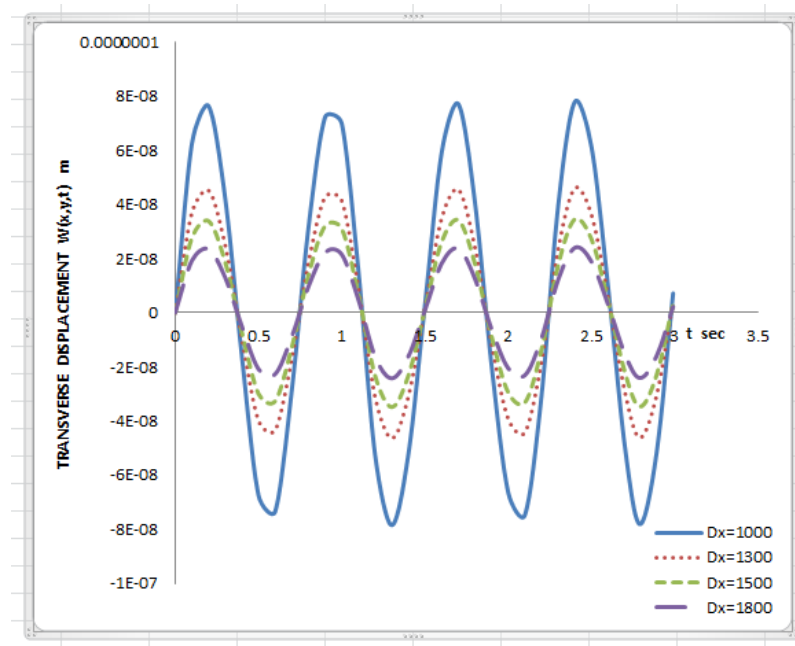 0.0000001
8E-08
6E-08
4E-08
2E-08
0
-2E-08
-4E-08
-6E-08
-8E-08
-1E-07
TRANSVERSE DISPLACEMENT W(x,y,t) m
0 0.5 1 1.5 2 2.5 3 3.5
t sec
Dx=1000
Dx=1300
Dx=1500
Dx=1800